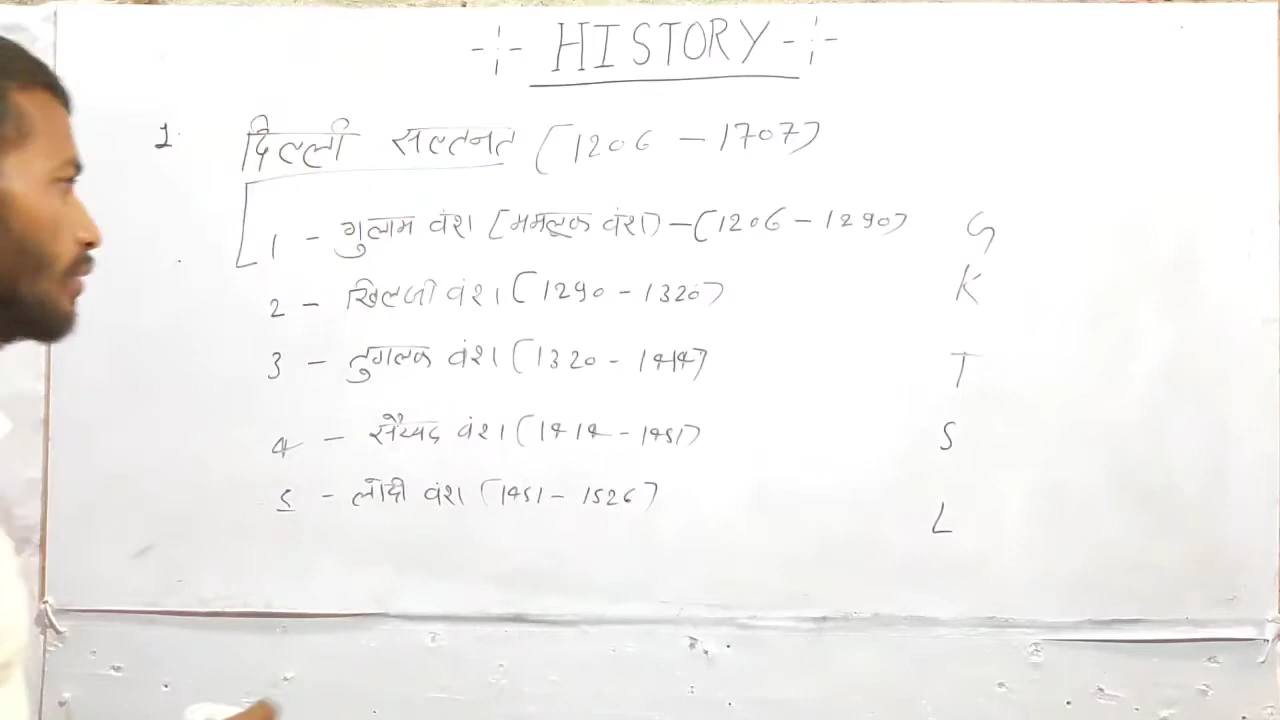 HISTORY
1. दिल्ली सल्तनत (1206 - 1707)
1 - गुलाम वंश (ममलूक वंश) - (1206 - 1290) G
2 - खिलजी वंश (1290 - 1320) K
3 - तुगलक वंश (1320 - 1414) T
4 - सैय्यद वंश (1414 - 1451) S
5 - लोदी वंश (1451 - 1526) L